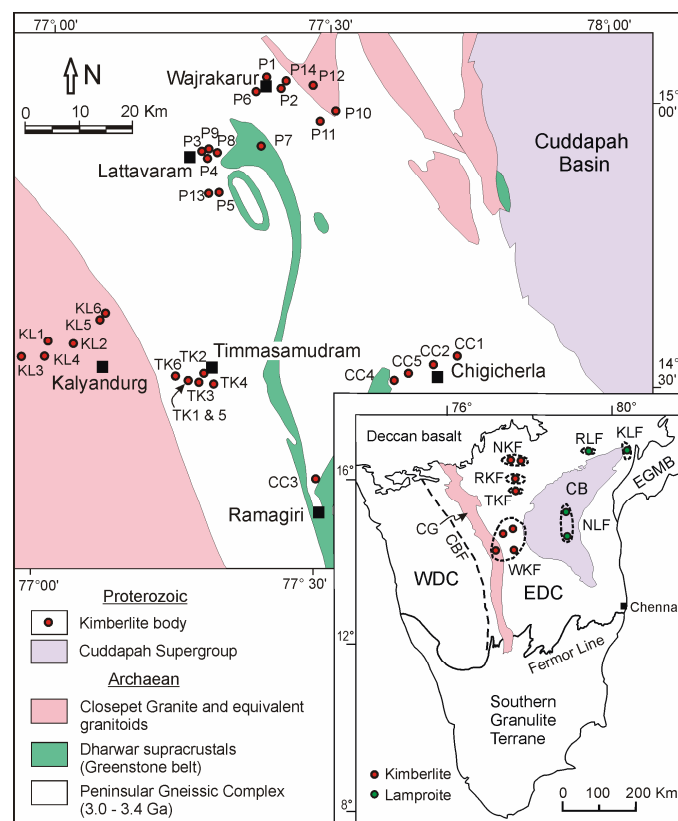 77° 00'
77° 30'
78° 00'
N
0 10 20 Km
15°
00'
Wajrakarur
P1
P14
P12
P6
P2
P10
P11
P9
P3
P8
P7
Lattavaram
P4
P13
P5
Cuddapah
Basin
KL6
KL5
KL1
KL2
KL3
KL4
Kalyandurg
Timmasamudram
TK2
TK6
TK4
TK3
TK1 & 5
CC1
CC2
CC5
CC4
Chigicherla
14°
30'
CC3
Ramagiri
77° 00'
77° 30'
Proterozoic
Kimberlite body
Cuddapah Supergroup
Archaean
Closepet Granite and equivalent
granitoids
Dharwar supracrustals
(Greenstone belt)
Peninsular Gneissic Complex
(3.0 - 3.4 Ga)
76°
80°
Deccan basalt
NKF
RLF
KLF
16°
RKF
TKF
CB
EGMB
CG
CBF
NLF
WKF
WDC
EDC
Chenna
12°
Fermor Line
Southern
Granulite
Terrane
Kimberlite
Lamproite
0 100 200 Km
8°